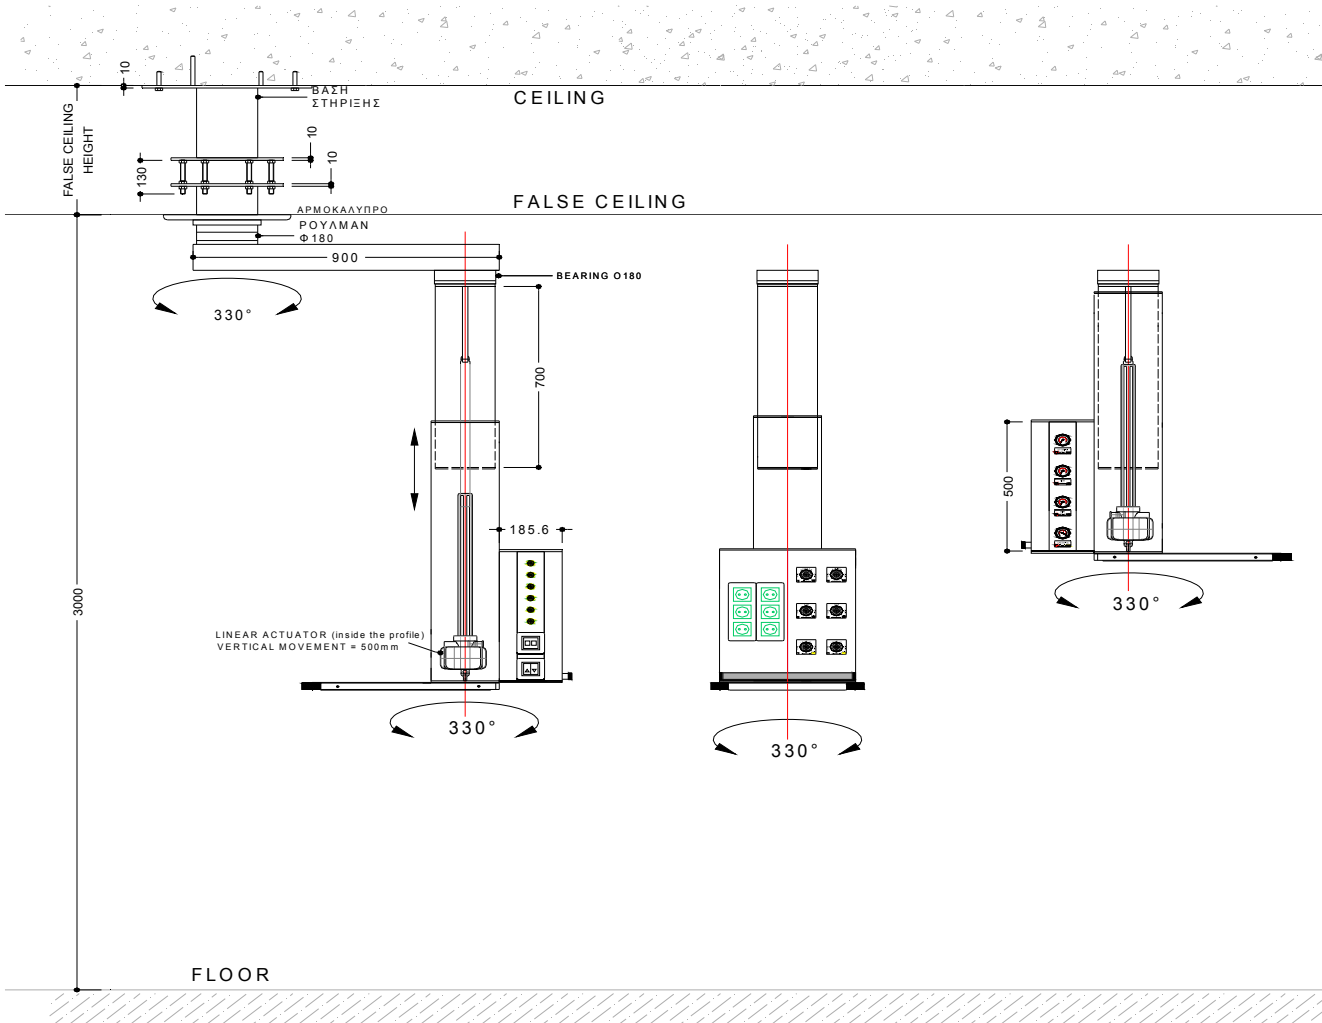 10
ΒΑΣΗ
ΣΤΗΡΙΞΗΣ
CEILING
FALSE CEILING
HEIGHT
10
10
130
FALSE CEILING
ΑΡΜΟΚΑΛΥΠΡΟ
ΡΟΥΛΜΑΝ
Φ180
900
BEARING O180
330°
700
500
185.6
3000
330°
LINEAR ACTUATOR (inside the profile)
VERTICAL MOVEMENT = 500mm
330°
330°
FLOOR